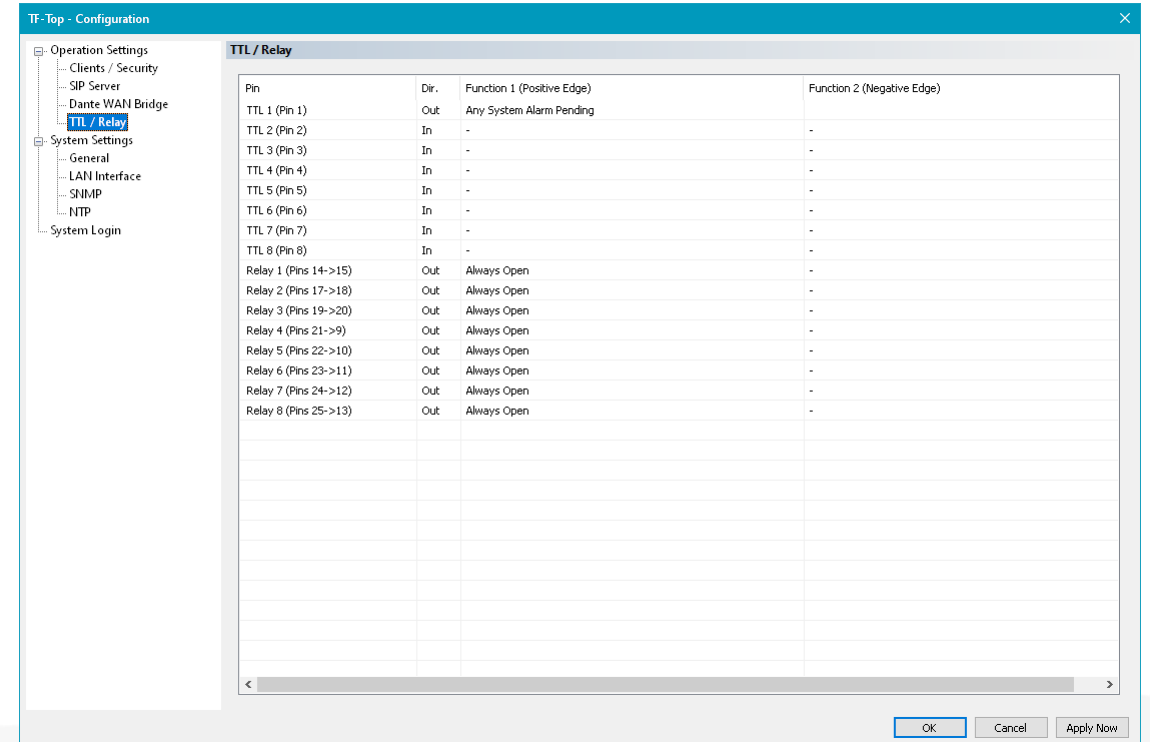 TF-Top - Configuration
Operation Settings
Clients / Security
SIP Server
Dante WAN Bridge
TTL / Relay
System Settings
General
LAN Interface
SNMP
NTP
System Login
TTL / Relay
Pin Dir. Function 1 (Positive Edge) Function 2 (Negative Edge)
TTL 1 (Pin 1) Out Any System Alarm Pending
TTL 2 (Pin 2) In - -
TTL 3 (Pin 3) In - -
TTL 4 (Pin 4) In - -
TTL 5 (Pin 5) In - -
TTL 6 (Pin 6) In - -
TTL 7 (Pin 7) In - -
TTL 8 (Pin 8) In - -
Relay 1 (Pins 14->15) Out Always Open -
Relay 2 (Pins 17->18) Out Always Open -
Relay 3 (Pins 19->20) Out Always Open -
Relay 4 (Pins 21->9) Out Always Open -
Relay 5 (Pins 22->10) Out Always Open -
Relay 6 (Pins 23->11) Out Always Open -
Relay 7 (Pins 24->12) Out Always Open -
Relay 8 (Pins 25->13) Out Always Open -
OK Cancel Apply Now